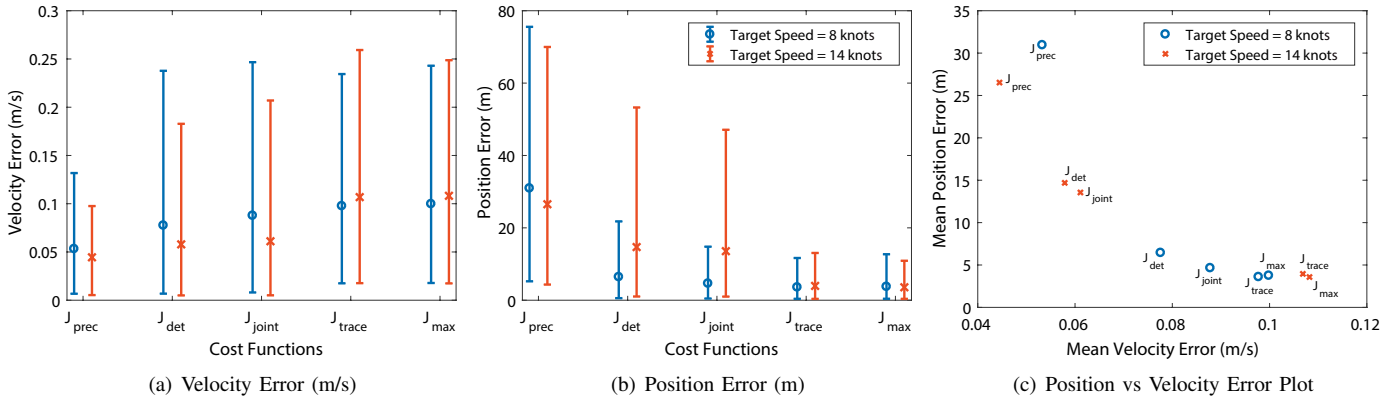 0.3
0.25
0.2
0.15
0.1
0.05
0
Velocity Error (m/s)
J prec
J det
J joint
J trace
J max
Cost Functions
(a) Velocity Error (m/s)
80
60
40
20
0
Position Error (m)
Target Speed = 8 knots
Target Speed = 14 knots
J prec
J det
J joint
J trace
J max
Cost Functions
(b) Position Error (m)
35
30
25
20
15
10
5
0
Mean Position Error (m)
Target Speed = 8 knots
Target Speed = 14 knots
J prec
J prec
J det
J joint
J det
J joint
J max
J trace
J trace
J max
0.04
0.06
0.08
0.1
0.12
Mean Velocity Error (m/s)
(c) Position vs Velocity Error Plot